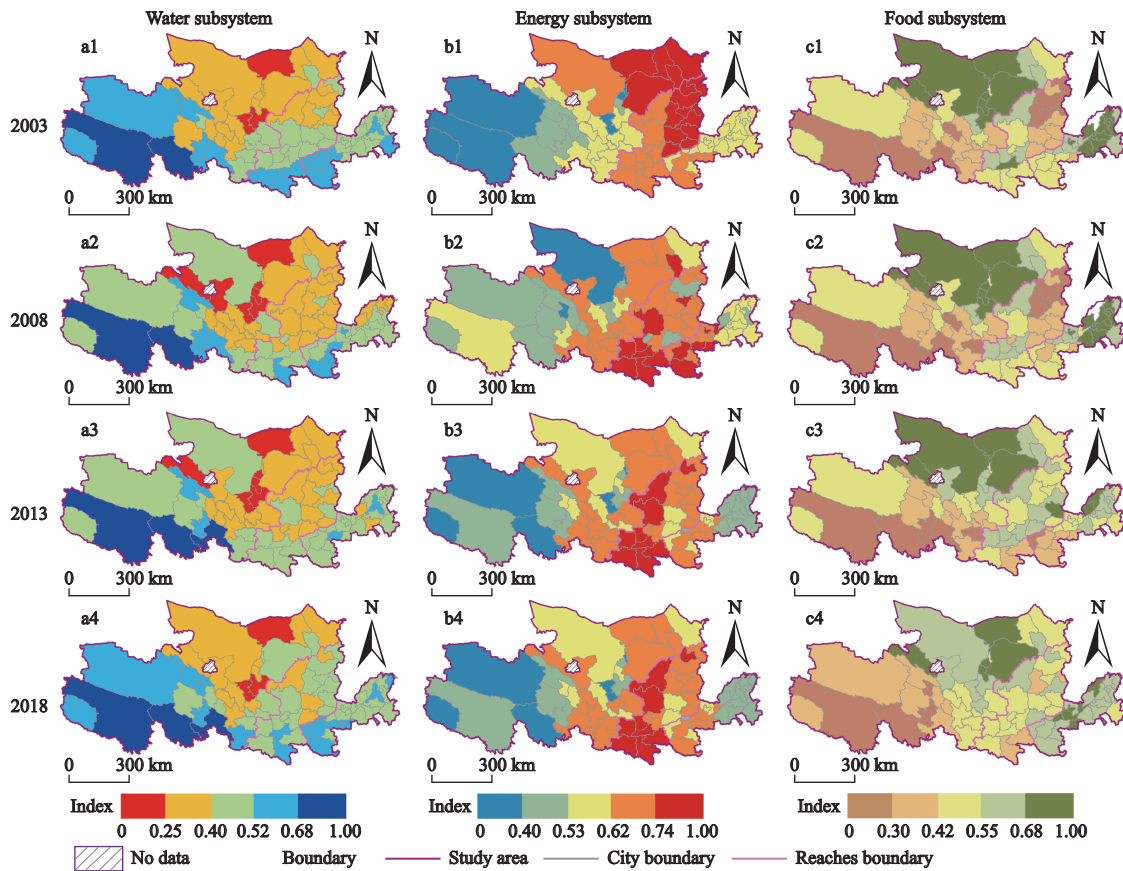 Water subsystem Energy subsystem Food subsystem
a1 N b1 N c1 N
2003
0 300 km 0 300 km 0 300 km
a2 N b2 N c2 N
2008
0 300 km 0 300 km 0 300 km
a3 N b3 N c3 N
2013
0 300 km 0 300 km 0 300 km
a4 N b4 N c4 N
2018
0 300 km 0 300 km 0 300 km
Index Index Index
0 0.25 0.40 0.52 0.68 1.00 0 0.40 0.53 0.62 0.74 1.00 0 0.30 0.42 0.55 0.68 1.00
No data Boundary Study area City boundary Reaches boundary